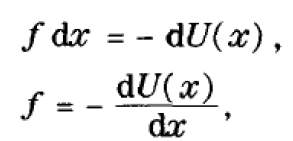 f dx = - dU(x),
f = - dU(x)/dx,